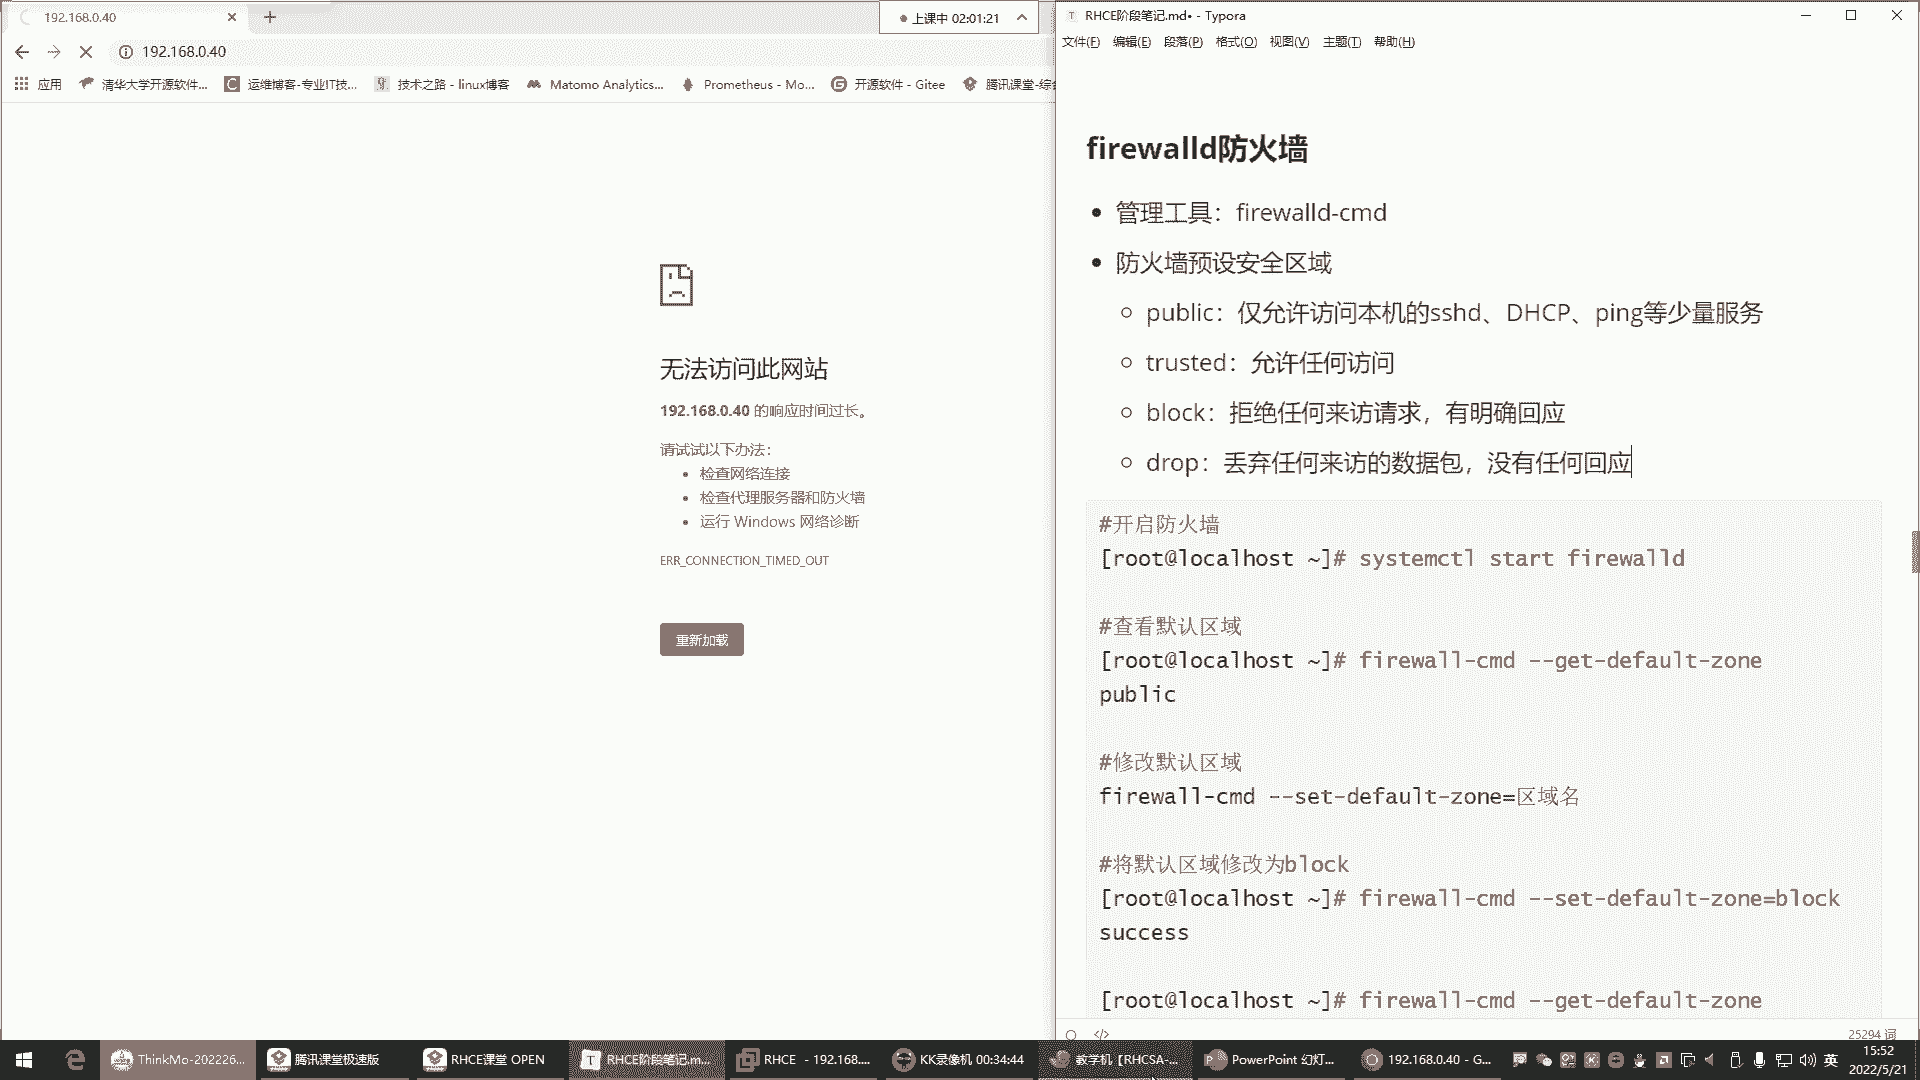 192.168.0.40
上课中 02:01:21
192.168.0.40
应用 清华大学开源软件... 运维博客-专业IT技... 技术之路 - linux博客 Matomo Analytics... Prometheus - Mo... 开源软件 - Gitee 腾讯课堂-综合
无法访问此网站
192.168.0.40 的响应时间过长。
请试试以下办法：
检查网络连接
检查代理服务器和防火墙
运行 Windows 网络诊断
ERR_CONNECTION_TIMED_OUT
重新加载
RHCE阶段笔记.md• - Typora
文件(F) 编辑(E) 段落(P) 格式(O) 视图(V) 主题(T) 帮助(H)
firewalld防火墙
管理工具：firewalld-cmd
防火墙预设安全区域
public：仅允许访问本机的sshd、DHCP、ping等少量服务
trusted：允许任何访问
block：拒绝任何来访请求，有明确回应
drop：丢弃任何来访的数据包，没有任何回应
#开启防火墙
[root@localhost ~]# systemctl start firewalld
#查看默认区域
[root@localhost ~]# firewall-cmd --get-default-zone
public
#修改默认区域
firewall-cmd --set-default-zone=区域名
#将默认区域修改为block
[root@localhost ~]# firewall-cmd --set-default-zone=block
success
[root@localhost ~]# firewall-cmd --get-default-zone
25294 词
ThinkMo-202226... 腾讯课堂极速版 RHCE课堂 OPEN RHCE阶段笔记.m... RHCE - 192.168.... KK录像机 00:34:44 教学机【RHCSA-... PowerPoint 幻灯... 192.168.0.40 - G... 英 15:52
2022/5/21